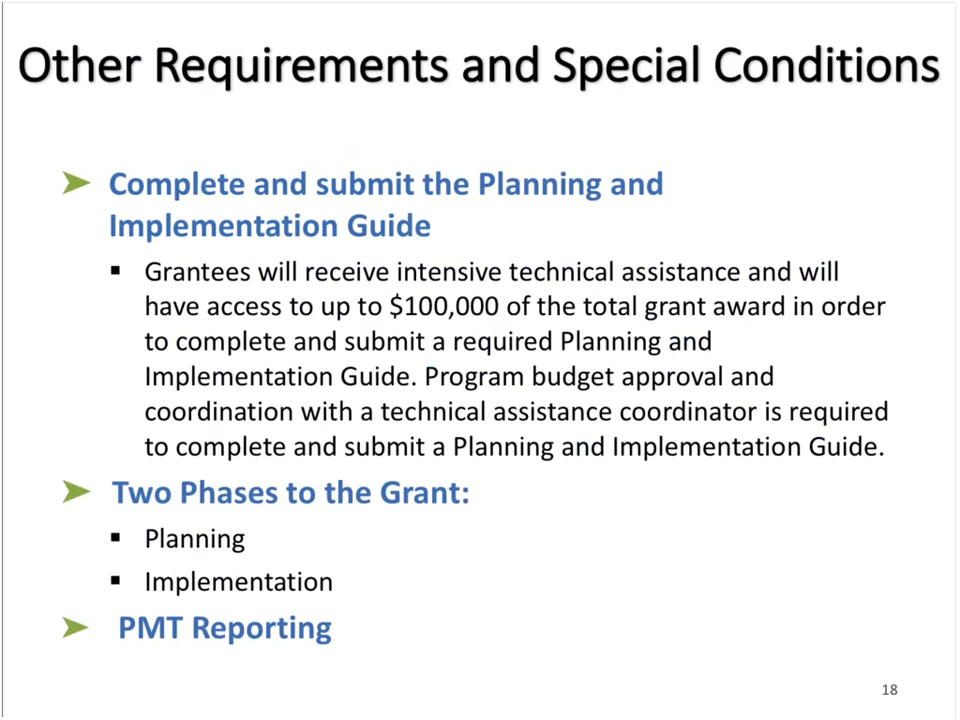 Other Requirements and Special Conditions
➤ Complete and submit the Planning and
Implementation Guide
▪ Grantees will receive intensive technical assistance and will
have access to up to $100,000 of the total grant award in order
to complete and submit a required Planning and
Implementation Guide. Program budget approval and
coordination with a technical assistance coordinator is required
to complete and submit a Planning and Implementation Guide.
➤ Two Phases to the Grant:
▪ Planning
▪ Implementation
➤ PMT Reporting
18